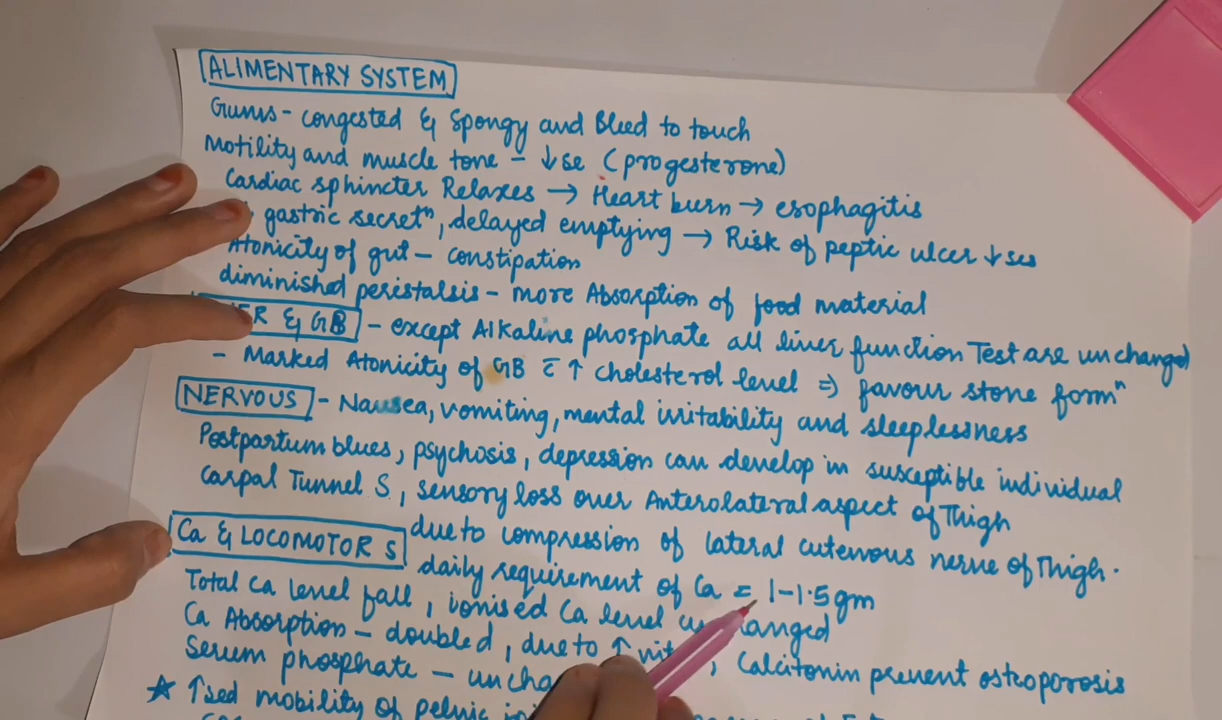 ALIMENTARY SYSTEM
Gums - congested & Spongy and Bleed to touch
Motility and muscle tone - ↓se (progesterone)
Cardiac sphincter Relaxes → Heart burn → esophagitis
gastric secretⁿ, delayed emptying → Risk of peptic ulcer ↓ses
Atonicity of gut - constipation
diminished peristalsis - more Absorption of food material
& GB - except Alkaline phosphate all liver function Test are unchanged
- Marked Atonicity of GB c̄ ↑ cholesterol level ⇒ favour stone formⁿ
NERVOUS - Nausea, vomiting, mental irritability and sleeplessness
Postpartum blues, psychosis, depression can develop in susceptible individual
Carpal Tunnel S, sensory loss over Anterolateral aspect of Thigh
due to compression of lateral cutenous nerve of Thigh.
Ca & LOCOMOTOR S
daily requirement of Ca = 1-1.5gm
Total Ca level fall, ionised Ca level unchanged
Ca Absorption - doubled, due to ↑ vit , Calcitonin prevent osteoporosis
Serum phosphate -
★ ↑sed mobility of pelvic